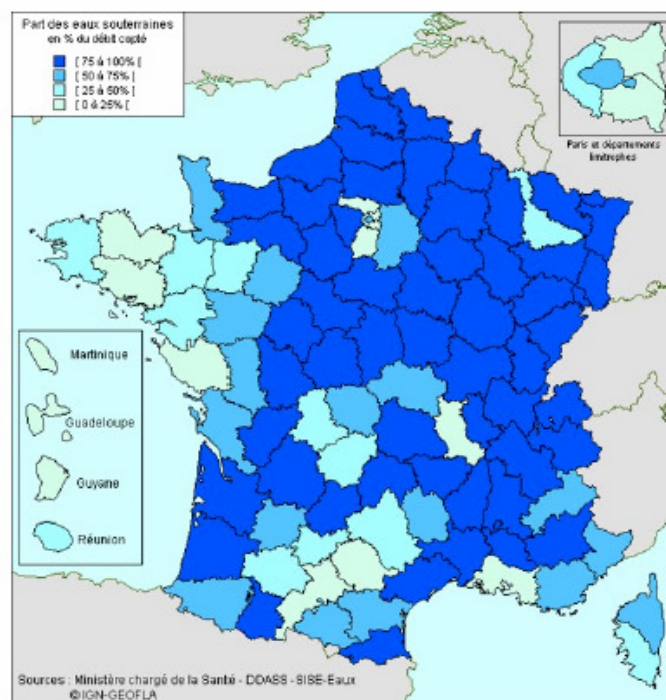 Part des eaux souterraines
en % du débit capté
[ 75 à 100% [
[ 50 à 75% [
[ 25 à 50% [
[ 0 à 25% [
Paris et départements
limitrophes
Martinique
Guadeloupe
Guyane
Réunion
Sources : Ministère chargé de la Santé - DDASS - SISE-Eaux
©IGN-GEOFLA